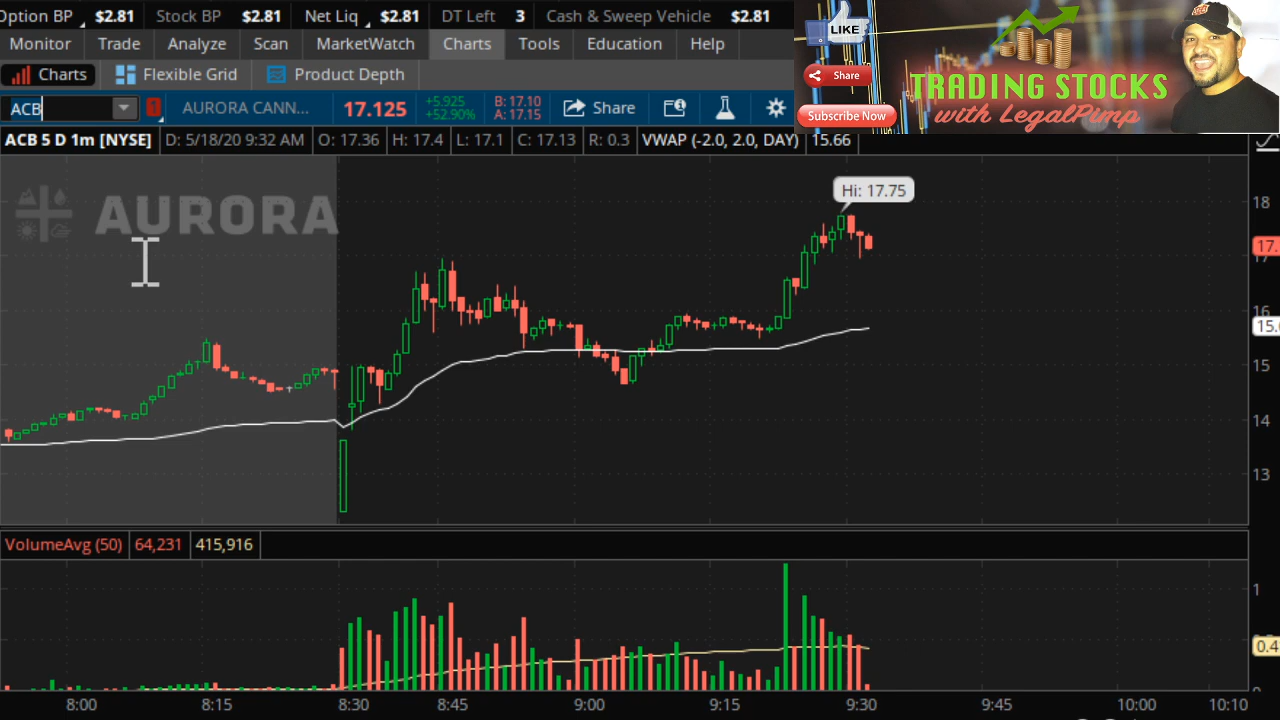 Option BP $2.81 Stock BP $2.81 Net Liq $2.81 DT Left 3 Cash & Sweep Vehicle $2.81
Monitor Trade Analyze Scan MarketWatch Charts Tools Education Help
Charts Flexible Grid Product Depth
LIKE
Share
Subscribe Now
TRADING STOCKS
with LegalPimp
ACB 1 AURORA CANN... 17.125 +5.925 +52.90% B: 17.10 A: 17.15 Share
ACB 5 D 1m [NYSE] D: 5/18/20 9:32 AM O: 17.36 H: 17.4 L: 17.1 C: 17.13 R: 0.3 VWAP (-2.0, 2.0, DAY) 15.66
AURORA
Hi: 17.75
18
17.
17
15.
16
15
14
13
VolumeAvg (50) 64,231 415,916
1
0.4
0
8:00 8:15 8:30 8:45 9:00 9:15 9:30 9:45 10:00 10:10